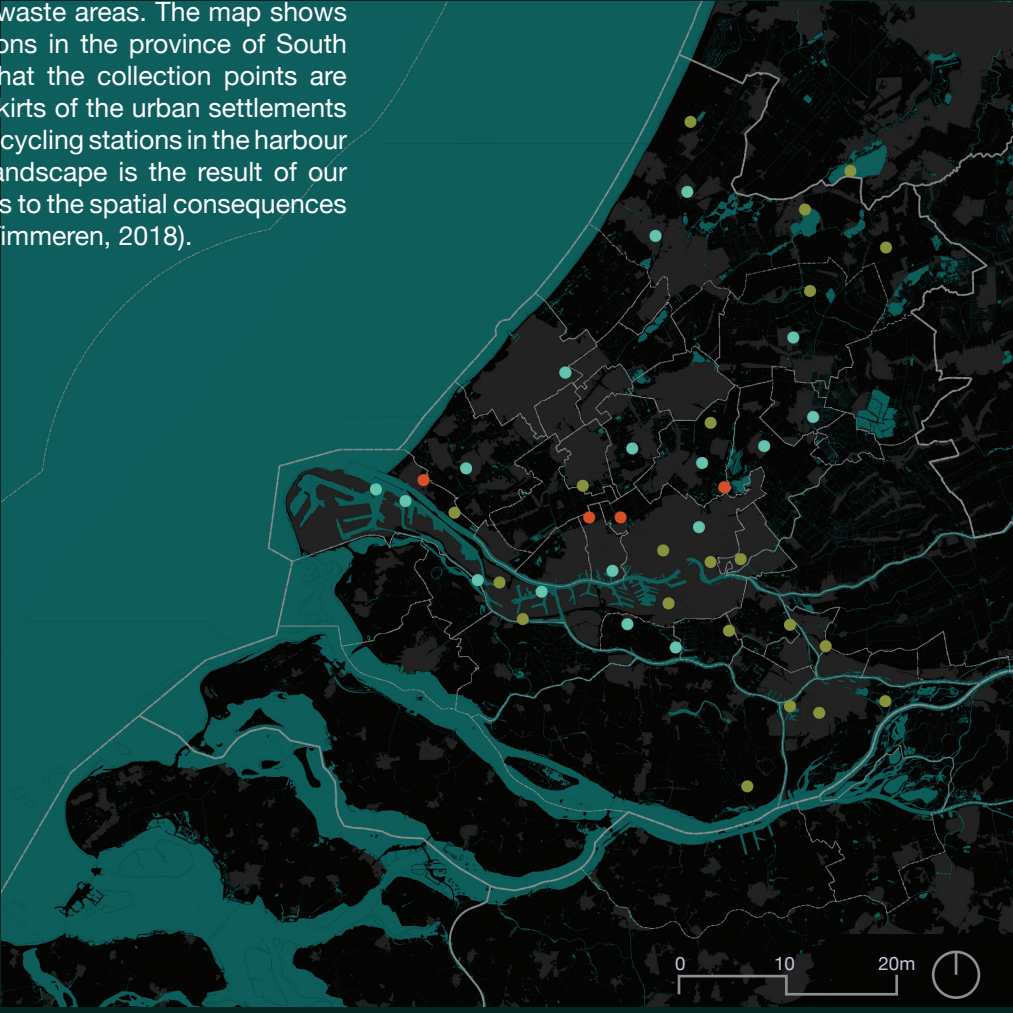 waste areas. The map shows
ons in the province of South
hat the collection points are
kirts of the urban settlements
cycling stations in the harbour
andscape is the result of our
s to the spatial consequences
immeren, 2018).
0 10 20m